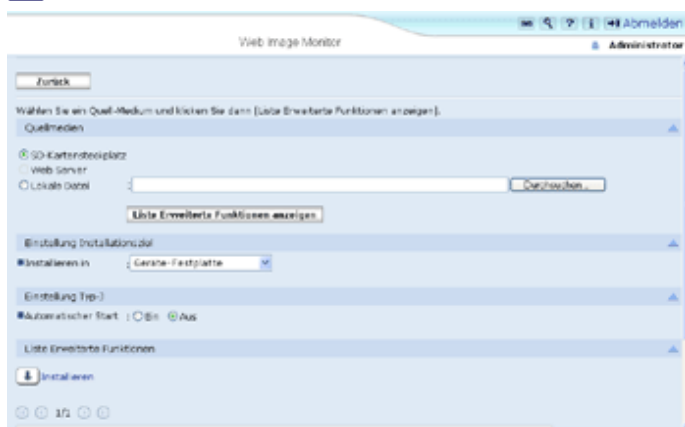 Abmelden
Web Image Monitor
Administrator
Zurück
Wählen Sie ein Quell-Medium und klicken Sie dann [Liste Erweiterte Funktionen anzeigen].
Quellmedien
SD-Kartensteckplatz
Web Server
Lokale Datei :
Durchsuchen...
Liste Erweiterte Funktionen anzeigen
Einstellung Installationsziel
Installieren in : Geräte-Festplatte
Einstellung Typ-J
Automatischer Start : Ein Aus
Liste Erweiterte Funktionen
Installieren
1/1